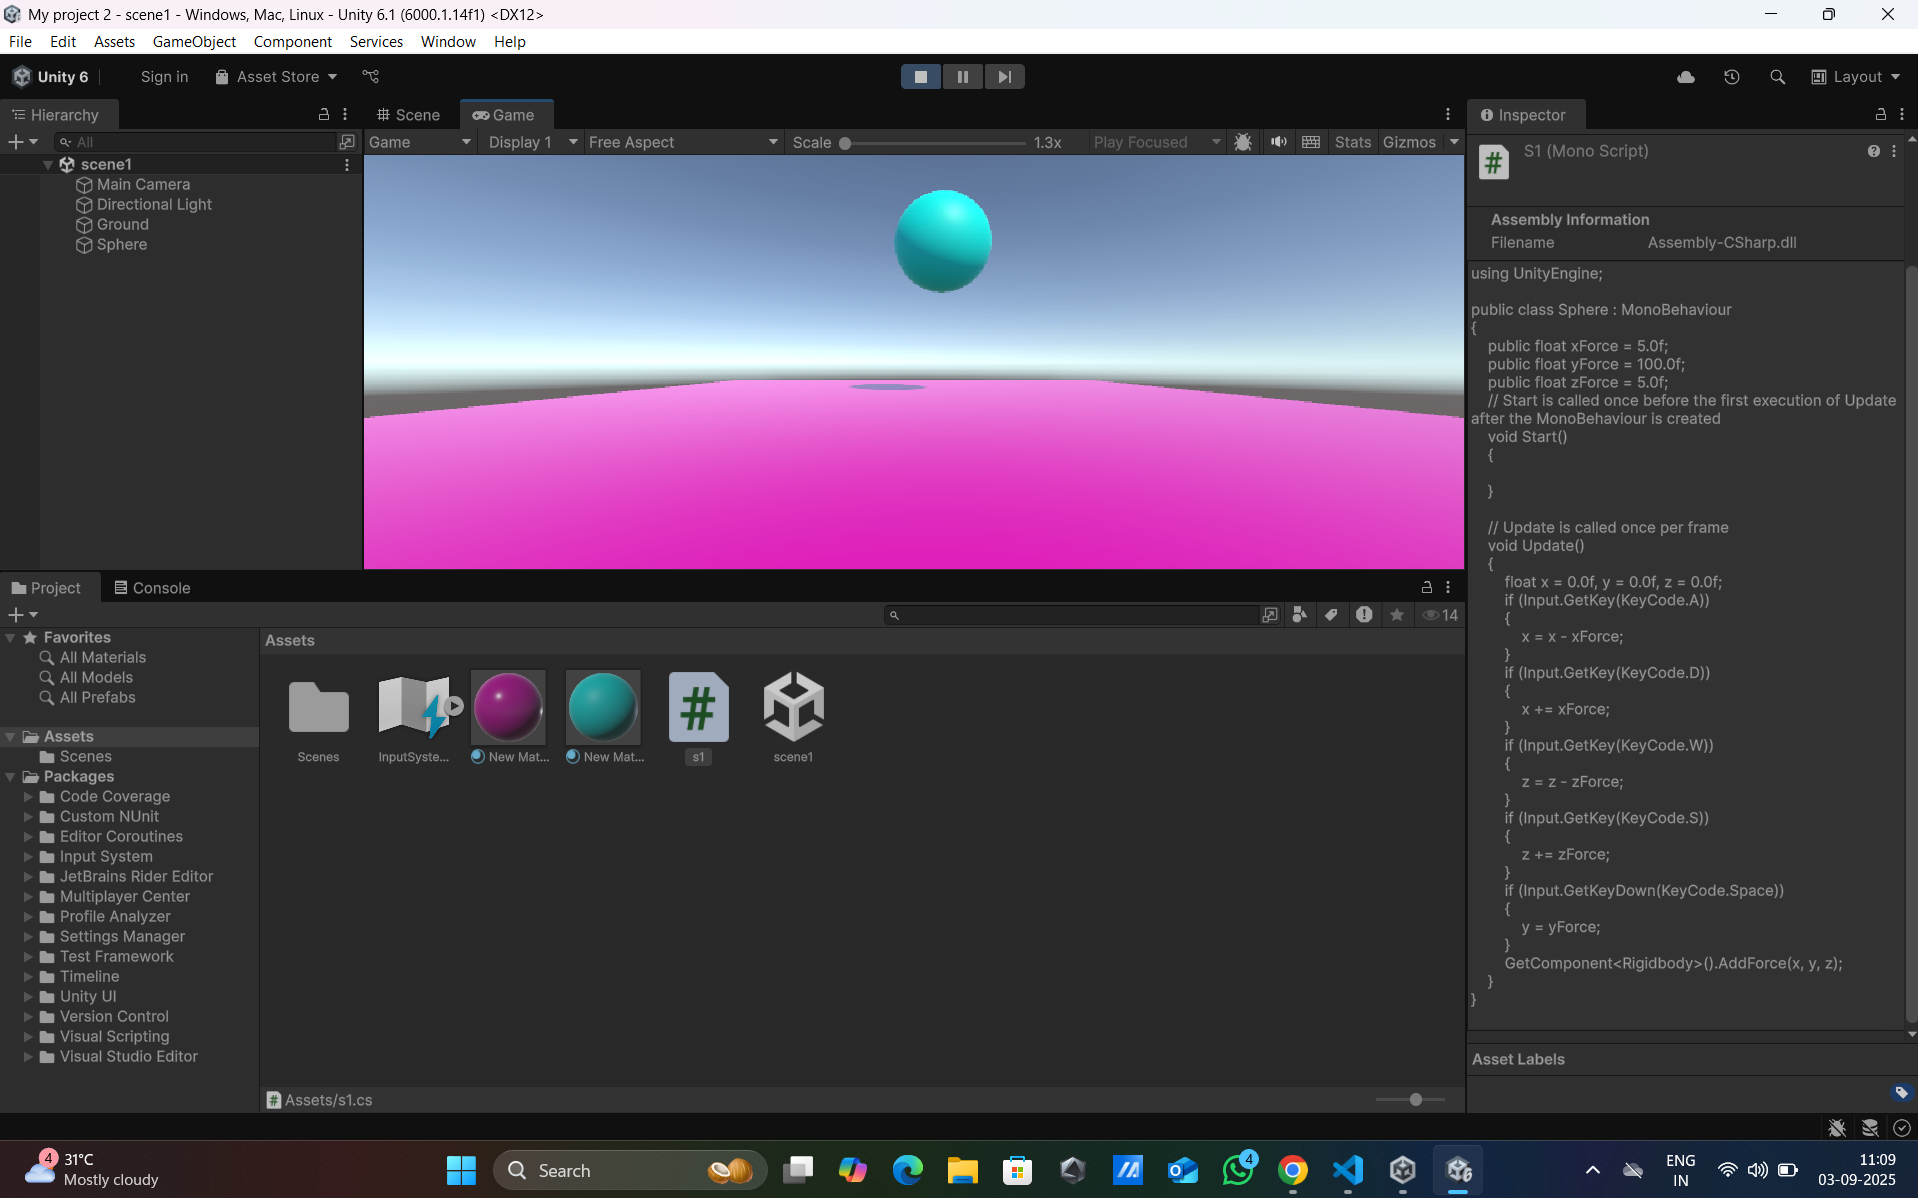 My project 2 - scene1 - Windows, Mac, Linux - Unity 6.1 (6000.1.14f1) <DX12>
File Edit Assets GameObject Component Services Window Help
Unity 6 Sign in Asset Store Layout
Hierarchy
All
scene1
Main Camera
Directional Light
Ground
Sphere
Scene Game
Game Display 1 Free Aspect Scale 1.3x Play Focused Stats Gizmos
Inspector
S1 (Mono Script)
Assembly Information
Filename Assembly-CSharp.dll
using UnityEngine;
public class Sphere : MonoBehaviour
{
public float xForce = 5.0f;
public float yForce = 100.0f;
public float zForce = 5.0f;
// Start is called once before the first execution of Update
after the MonoBehaviour is created
void Start()
{
}
// Update is called once per frame
void Update()
{
float x = 0.0f, y = 0.0f, z = 0.0f;
if (Input.GetKey(KeyCode.A))
{
x = x - xForce;
}
if (Input.GetKey(KeyCode.D))
{
x += xForce;
}
if (Input.GetKey(KeyCode.W))
{
z = z - zForce;
}
if (Input.GetKey(KeyCode.S))
{
z += zForce;
}
if (Input.GetKeyDown(KeyCode.Space))
{
y = yForce;
}
GetComponent<Rigidbody>().AddForce(x, y, z);
}
}
Asset Labels
Project Console
14
Favorites
All Materials
All Models
All Prefabs
Assets
Scenes
Packages
Code Coverage
Custom NUnit
Editor Coroutines
Input System
JetBrains Rider Editor
Multiplayer Center
Profile Analyzer
Settings Manager
Test Framework
Timeline
Unity UI
Version Control
Visual Scripting
Visual Studio Editor
Assets
Scenes InputSyste... New Mat... New Mat... s1 scene1
Assets/s1.cs
4
31°C
Mostly cloudy
Search
4
ENG
IN
11:09
03-09-2025